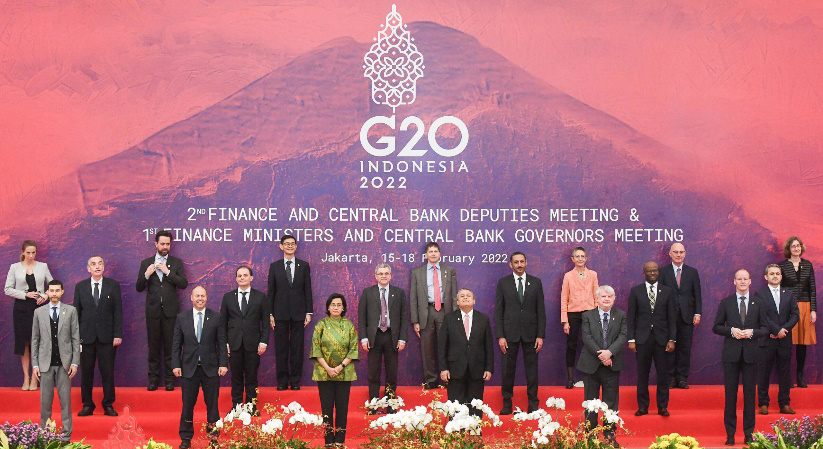 G20
INDONESIA
2022
2ND FINANCE AND CENTRAL BANK DEPUTIES MEETING &
1ST FINANCE MINISTERS AND CENTRAL BANK GOVERNORS MEETING
Jakarta, 15-18 February 2022